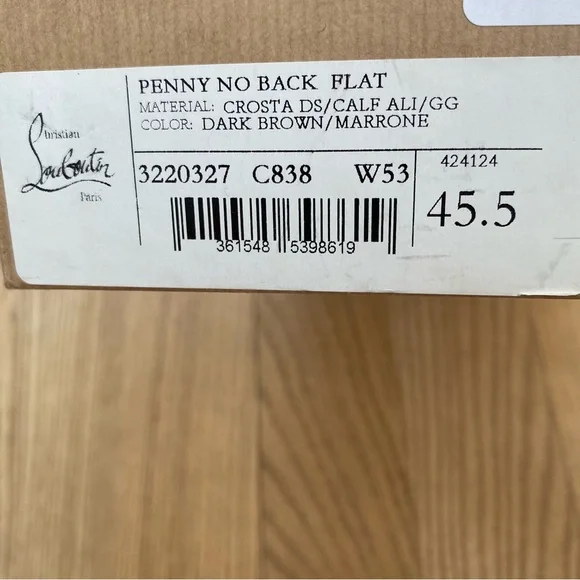 Christian
Louboutin
Paris
PENNY NO BACK FLAT
MATERIAL: CROSTA DS/CALF ALI/GG
COLOR: DARK BROWN/MARRONE
3220327 C838 W53
424124
45.5
361548 5398619